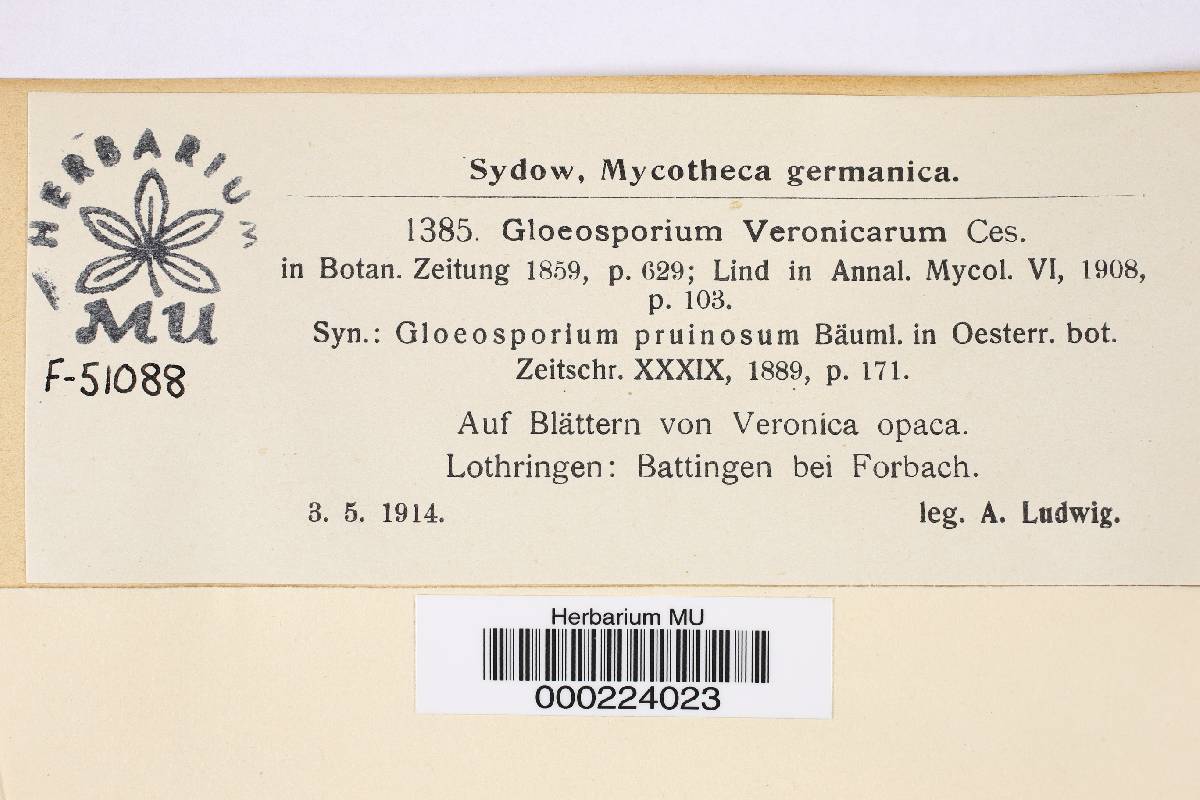 HERBARIUM
MU
F-51088
Sydow, Mycotheca germanica.
1385. Gloeosporium Veronicarum Ces.
in Botan. Zeitung 1859, p. 629; Lind in Annal. Mycol. VI, 1908,
p. 103.
Syn.: Gloeosporium pruinosum Bäuml. in Oesterr. bot.
Zeitschr. XXXIX, 1889, p. 171.
Auf Blättern von Veronica opaca.
Lothringen: Battingen bei Forbach.
3. 5. 1914. leg. A. Ludwig.
Herbarium MU
000224023